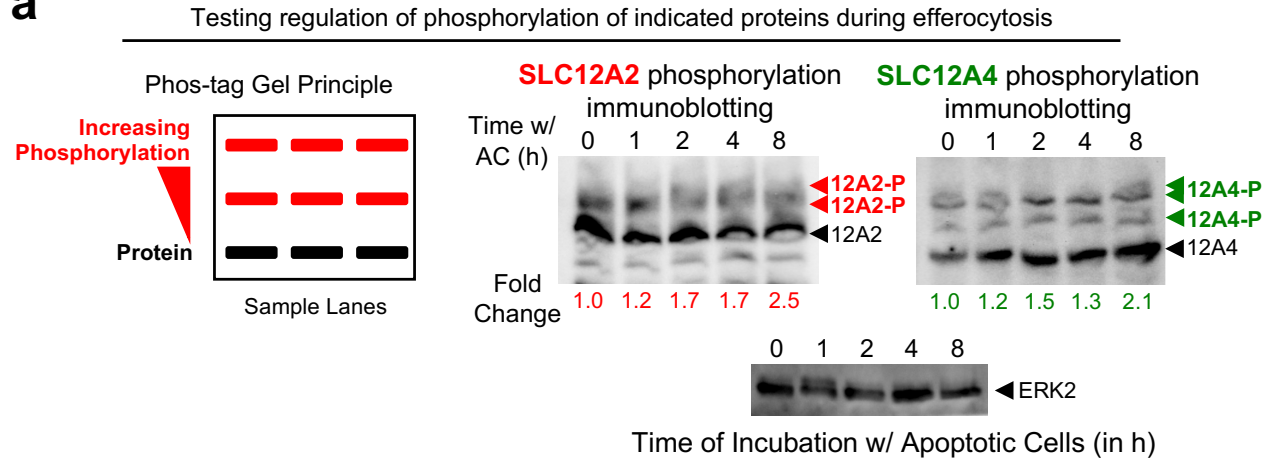 a
Testing regulation of phosphorylation of indicated proteins during efferocytosis
Phos-tag Gel Principle
Increasing
Phosphorylation
Protein
Sample Lanes
SLC12A2 phosphorylation
immunoblotting
Time w/
AC (h)
0 1 2 4 8
12A2-P
12A2-P
12A2
Fold
Change
1.0 1.2 1.7 1.7 2.5
SLC12A4 phosphorylation
immunoblotting
0 1 2 4 8
12A4-P
12A4-P
12A4
1.0 1.2 1.5 1.3 2.1
0 1 2 4 8
ERK2
Time of Incubation w/ Apoptotic Cells (in h)